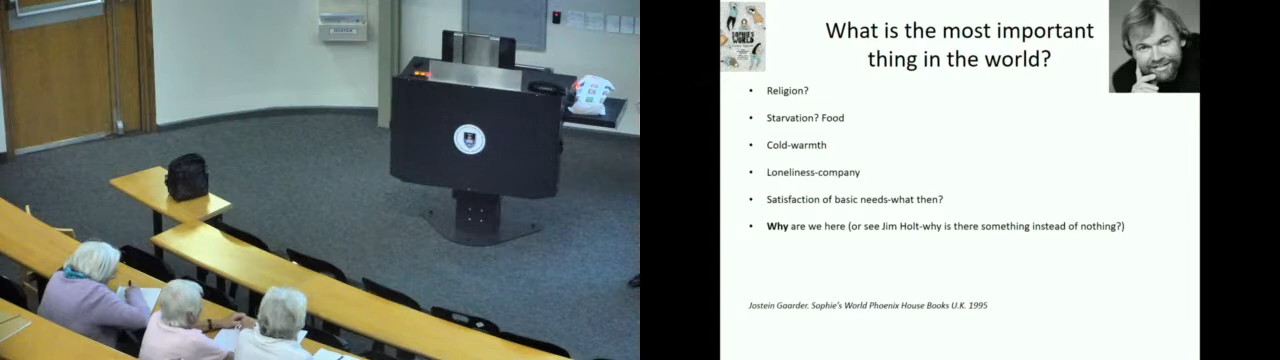 SOPHIE'S
WORLD
What is the most important
thing in the world?
• Religion?
• Starvation? Food
• Cold-warmth
• Loneliness-company
• Satisfaction of basic needs-what then?
• Why are we here (or see Jim Holt-why is there something instead of nothing?)
Jostein Gaarder. Sophie's World Phoenix House Books U.K. 1995